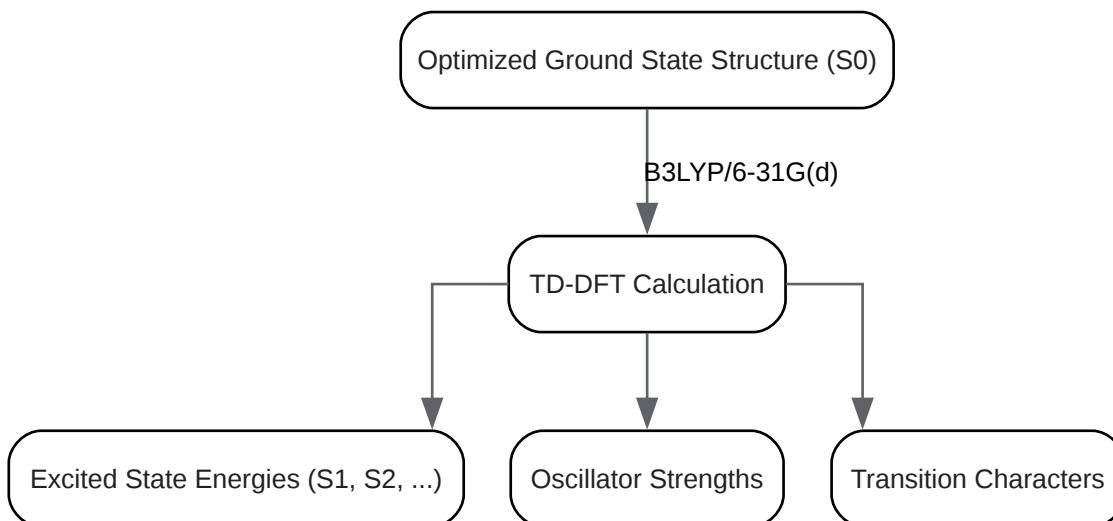 Optimized Ground State Structure (S0)
B3LYP/6-31G(d)
TD-DFT Calculation
Excited State Energies (S1, S2, ...)
Oscillator Strengths
Transition Characters